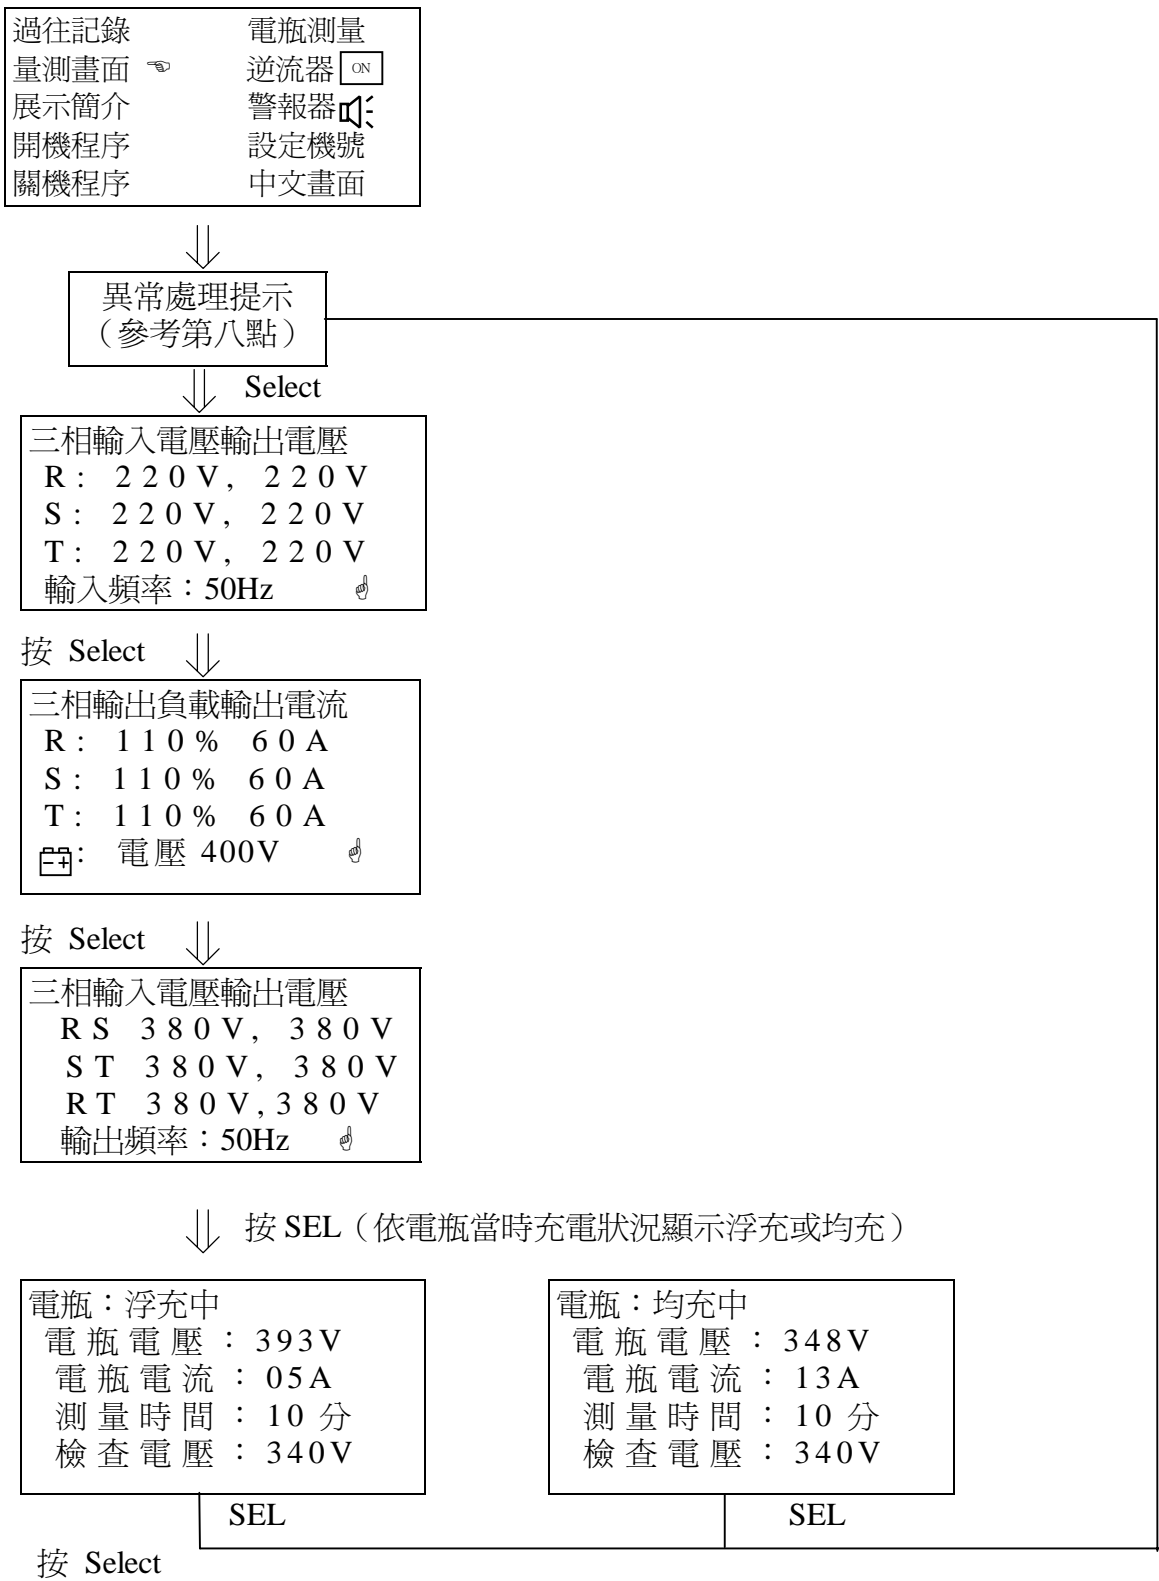 過往記錄 電瓶測量
量測畫面 ☜ 逆流器 ON
展示簡介 警報器
開機程序 設定機號
關機程序 中文畫面
異常處理提示
（參考第八點）
Select
三相輸入電壓輸出電壓
R: 220V, 220V
S: 220V, 220V
T: 220V, 220V
輸入頻率：50Hz ☝
按 Select
三相輸出負載輸出電流
R: 110% 60A
S: 110% 60A
T: 110% 60A
: 電壓 400V ☝
按 Select
三相輸入電壓輸出電壓
RS 380V, 380V
ST 380V, 380V
RT 380V,380V
輸出頻率：50Hz ☝
按 SEL（依電瓶當時充電狀況顯示浮充或均充）
電瓶：浮充中
電瓶電壓：393V
電瓶電流：05A
測量時間：10 分
檢查電壓：340V
SEL
電瓶：均充中
電瓶電壓：348V
電瓶電流：13A
測量時間：10 分
檢查電壓：340V
SEL
按 Select